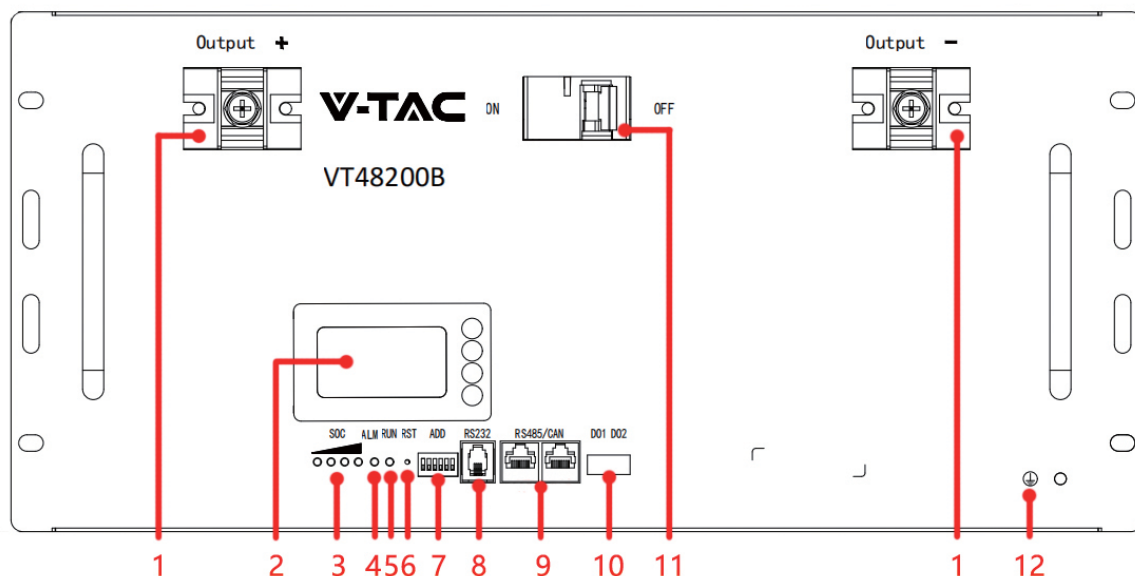 Output + Output -
V-TAC ON OFF
VT48200B
SOC ALM RUN RST ADD RS232 RS485/CAN DO1 DO2
1 2 3 4 5 6 7 8 9 10 11 1 12